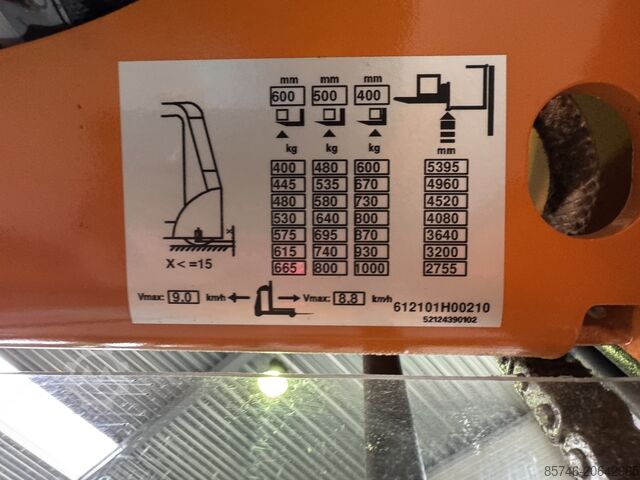 mm mm mm
600 500 400
kg kg kg mm
400 480 600 5395
445 535 670 4960
480 580 730 4520
530 640 800 4080
575 695 870 3640
615 740 930 3200
665 800 1000 2755
x
X < =15
Vmax: 9.0 km/h Vmax: 8.8 km/h 612101H00210
52124390102
85746-20642865